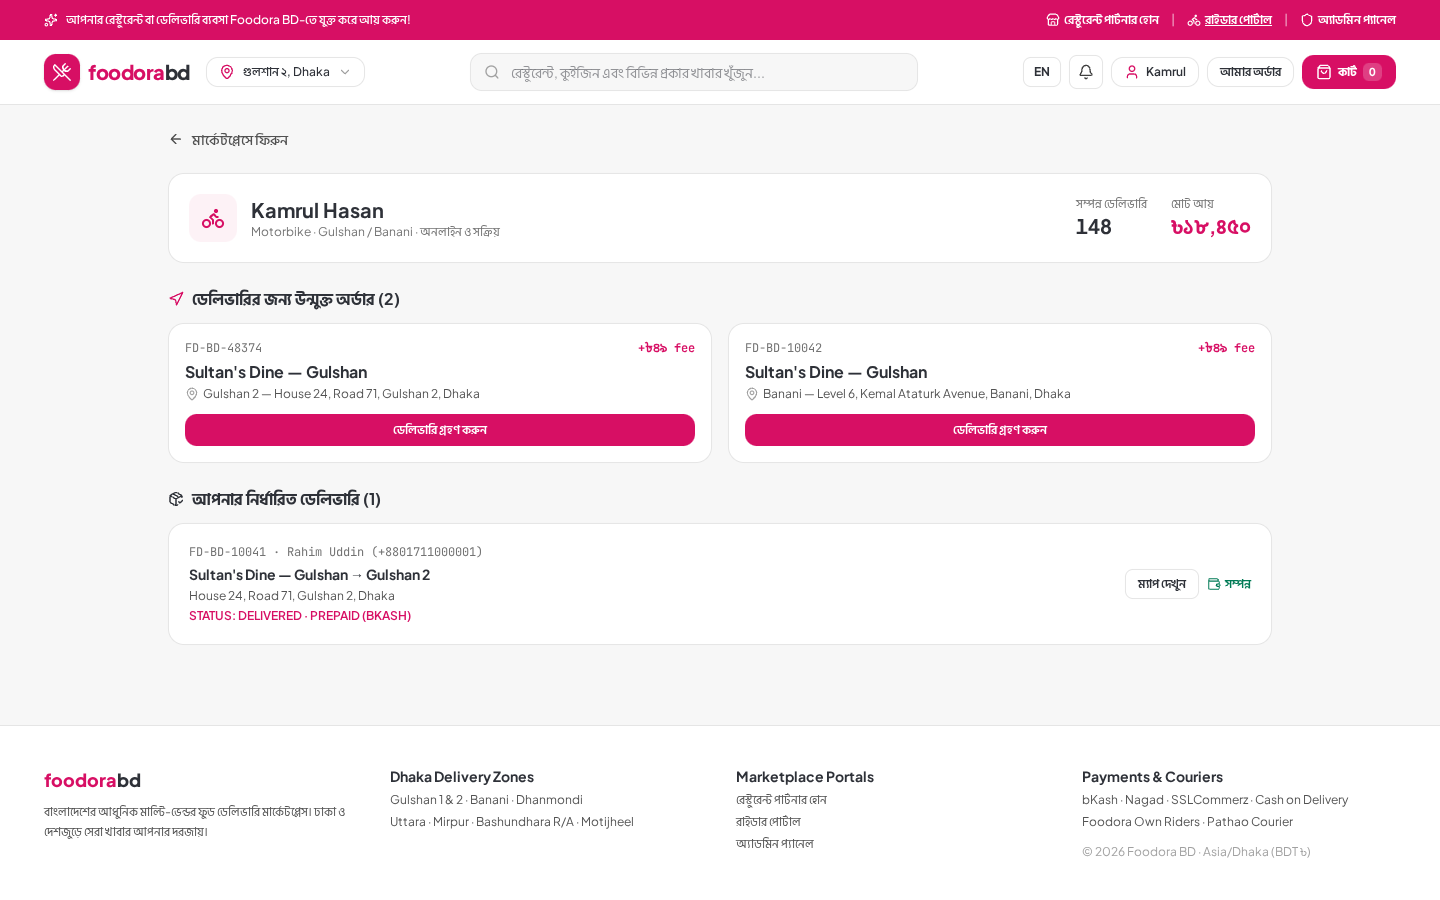 আপনার রেস্টুরেন্ট বা ডেলিভারি ব্যবসা Foodora BD-তে যুক্ত করে আয় করুন!
রেস্টুরেন্ট পার্টনার হোন | রাইডার পোর্টাল | অ্যাডমিন প্যানেল
foodorabd
গুলশান ২, Dhaka
রেস্টুরেন্ট, কুইজিন এবং বিভিন্ন প্রকার খাবার খুঁজুন...
EN
Kamrul
আমার অর্ডার
কার্ট 0
মার্কেটপ্লেসে ফিরুন
Kamrul Hasan
Motorbike · Gulshan / Banani · অনলাইন ও সক্রিয়
সম্পন্ন ডেলিভারি
148
মোট আয়
৳১৮,৪৫০
ডেলিভারির জন্য উন্মুক্ত অর্ডার (2)
FD-BD-48374
+৳৪৯ fee
Sultan's Dine — Gulshan
Gulshan 2 — House 24, Road 71, Gulshan 2, Dhaka
ডেলিভারি গ্রহণ করুন
FD-BD-10042
+৳৪৯ fee
Sultan's Dine — Gulshan
Banani — Level 6, Kemal Ataturk Avenue, Banani, Dhaka
ডেলিভারি গ্রহণ করুন
আপনার নির্ধারিত ডেলিভারি (1)
FD-BD-10041 · Rahim Uddin (+8801711000001)
Sultan's Dine — Gulshan → Gulshan 2
House 24, Road 71, Gulshan 2, Dhaka
STATUS: DELIVERED · PREPAID (BKASH)
ম্যাপ দেখুন
সম্পন্ন
foodorabd
বাংলাদেশের আধুনিক মাল্টি-ভেন্ডর ফুড ডেলিভারি মার্কেটপ্লেস। ঢাকা ও
দেশজুড়ে সেরা খাবার আপনার দরজায়।
Dhaka Delivery Zones
Gulshan 1 & 2 · Banani · Dhanmondi
Uttara · Mirpur · Bashundhara R/A · Motijheel
Marketplace Portals
রেস্টুরেন্ট পার্টনার হোন
রাইডার পোর্টাল
অ্যাডমিন প্যানেল
Payments & Couriers
bKash · Nagad · SSLCommerz · Cash on Delivery
Foodora Own Riders · Pathao Courier
© 2026 Foodora BD · Asia/Dhaka (BDT ৳)